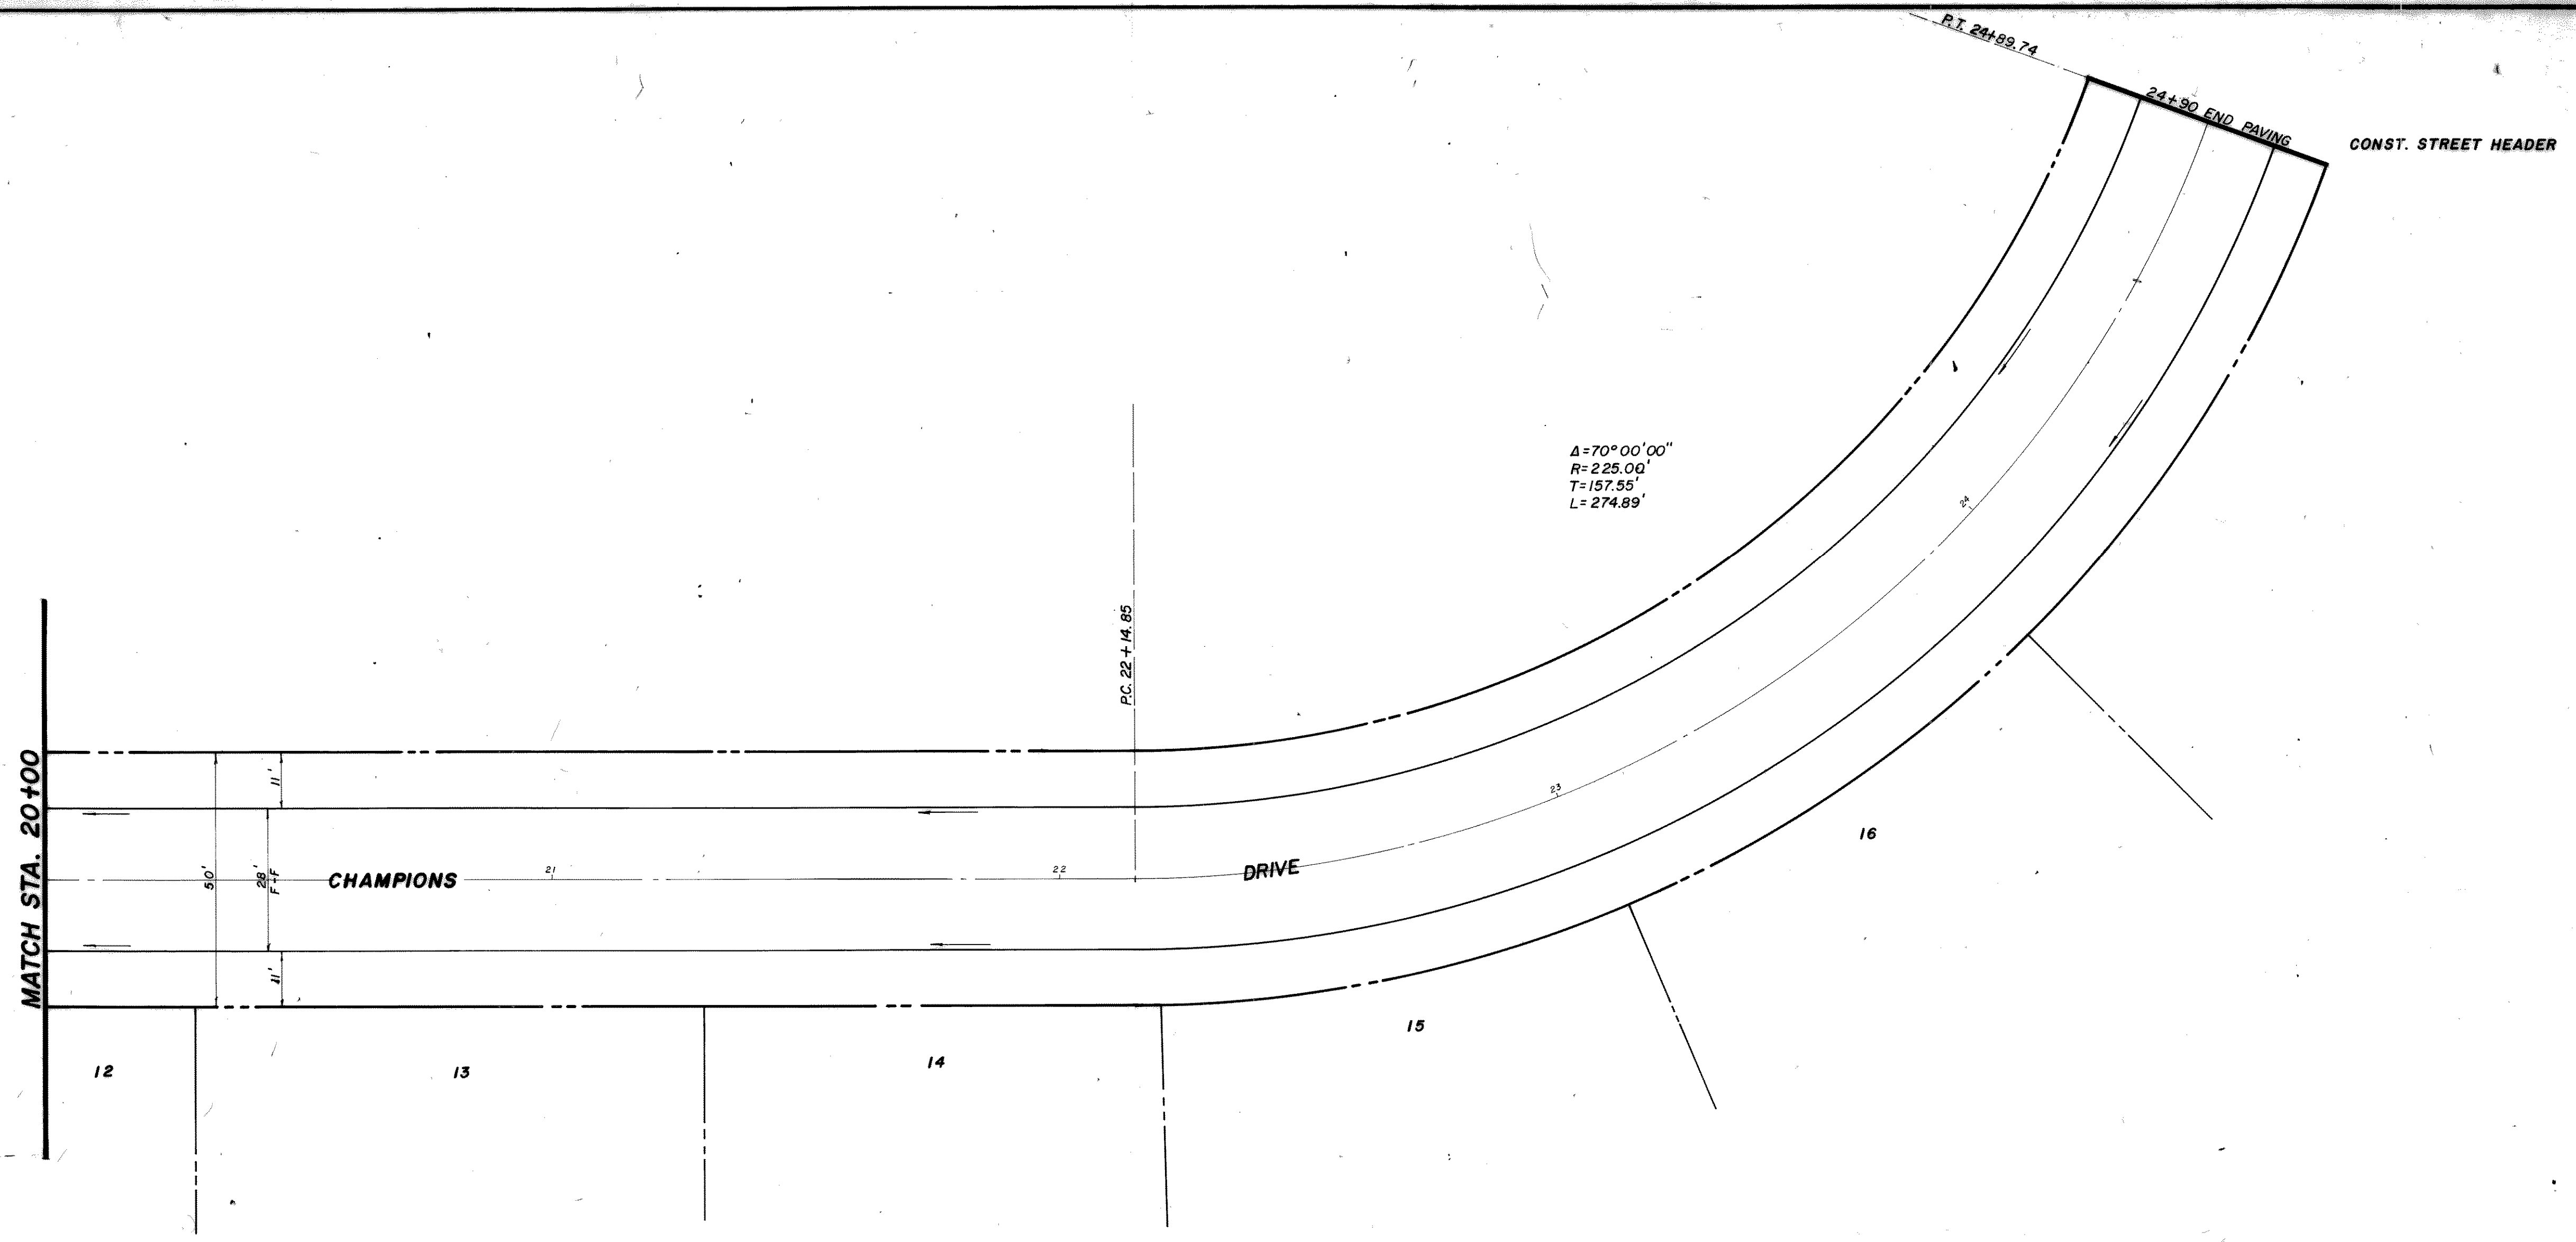 P.T. 24+89.74
24+90 END PAVING
CONST. STREET HEADER
Δ=70°00'00"
R=225.00'
T=157.55'
L=274.89'
24
P.C. 22+14.85
MATCH STA. 20+00
11'
23
16
50'
28'
F-F
CHAMPIONS
21
22
DRIVE
11'
12
13
14
15